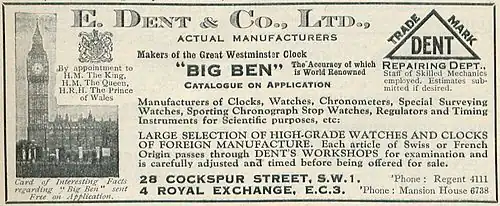 E. DENT & CO., LTD.,
ACTUAL MANUFACTURERS
Makers of the Great Westminster Clock
"BIG BEN" The Accuracy of which
is World Renowned
CATALOGUE ON APPLICATION
TRADE MARK
DENT
REPAIRING DEPT.,
Staff of Skilled Mechanics
employed. Estimates sub-
mitted if desired.
By appointment to
H.M. The King,
H.M. The Queen
H.R.H. The Prince
of Wales
Manufacturers of Clocks, Watches, Chronometers, Special Surveying
Watches, Sporting Chronograph Stop Watches, Regulators and Timing
Instruments for Scientific purposes, etc:
LARGE SELECTION OF HIGH-GRADE WATCHES AND CLOCKS
OF FOREIGN MANUFACTURE. Each article of Swiss or French
Origin passes through DENT'S WORKSHOPS for examination and
is carefully adjusted and timed before being offered for sale.
28 COCKSPUR STREET, S.W.1. 'Phone: Regent 4111
4 ROYAL EXCHANGE, E.C.3. 'Phone: Mansion House 6738
Card of Interesting Facts
regarding "Big Ben" sent
Free on Application.